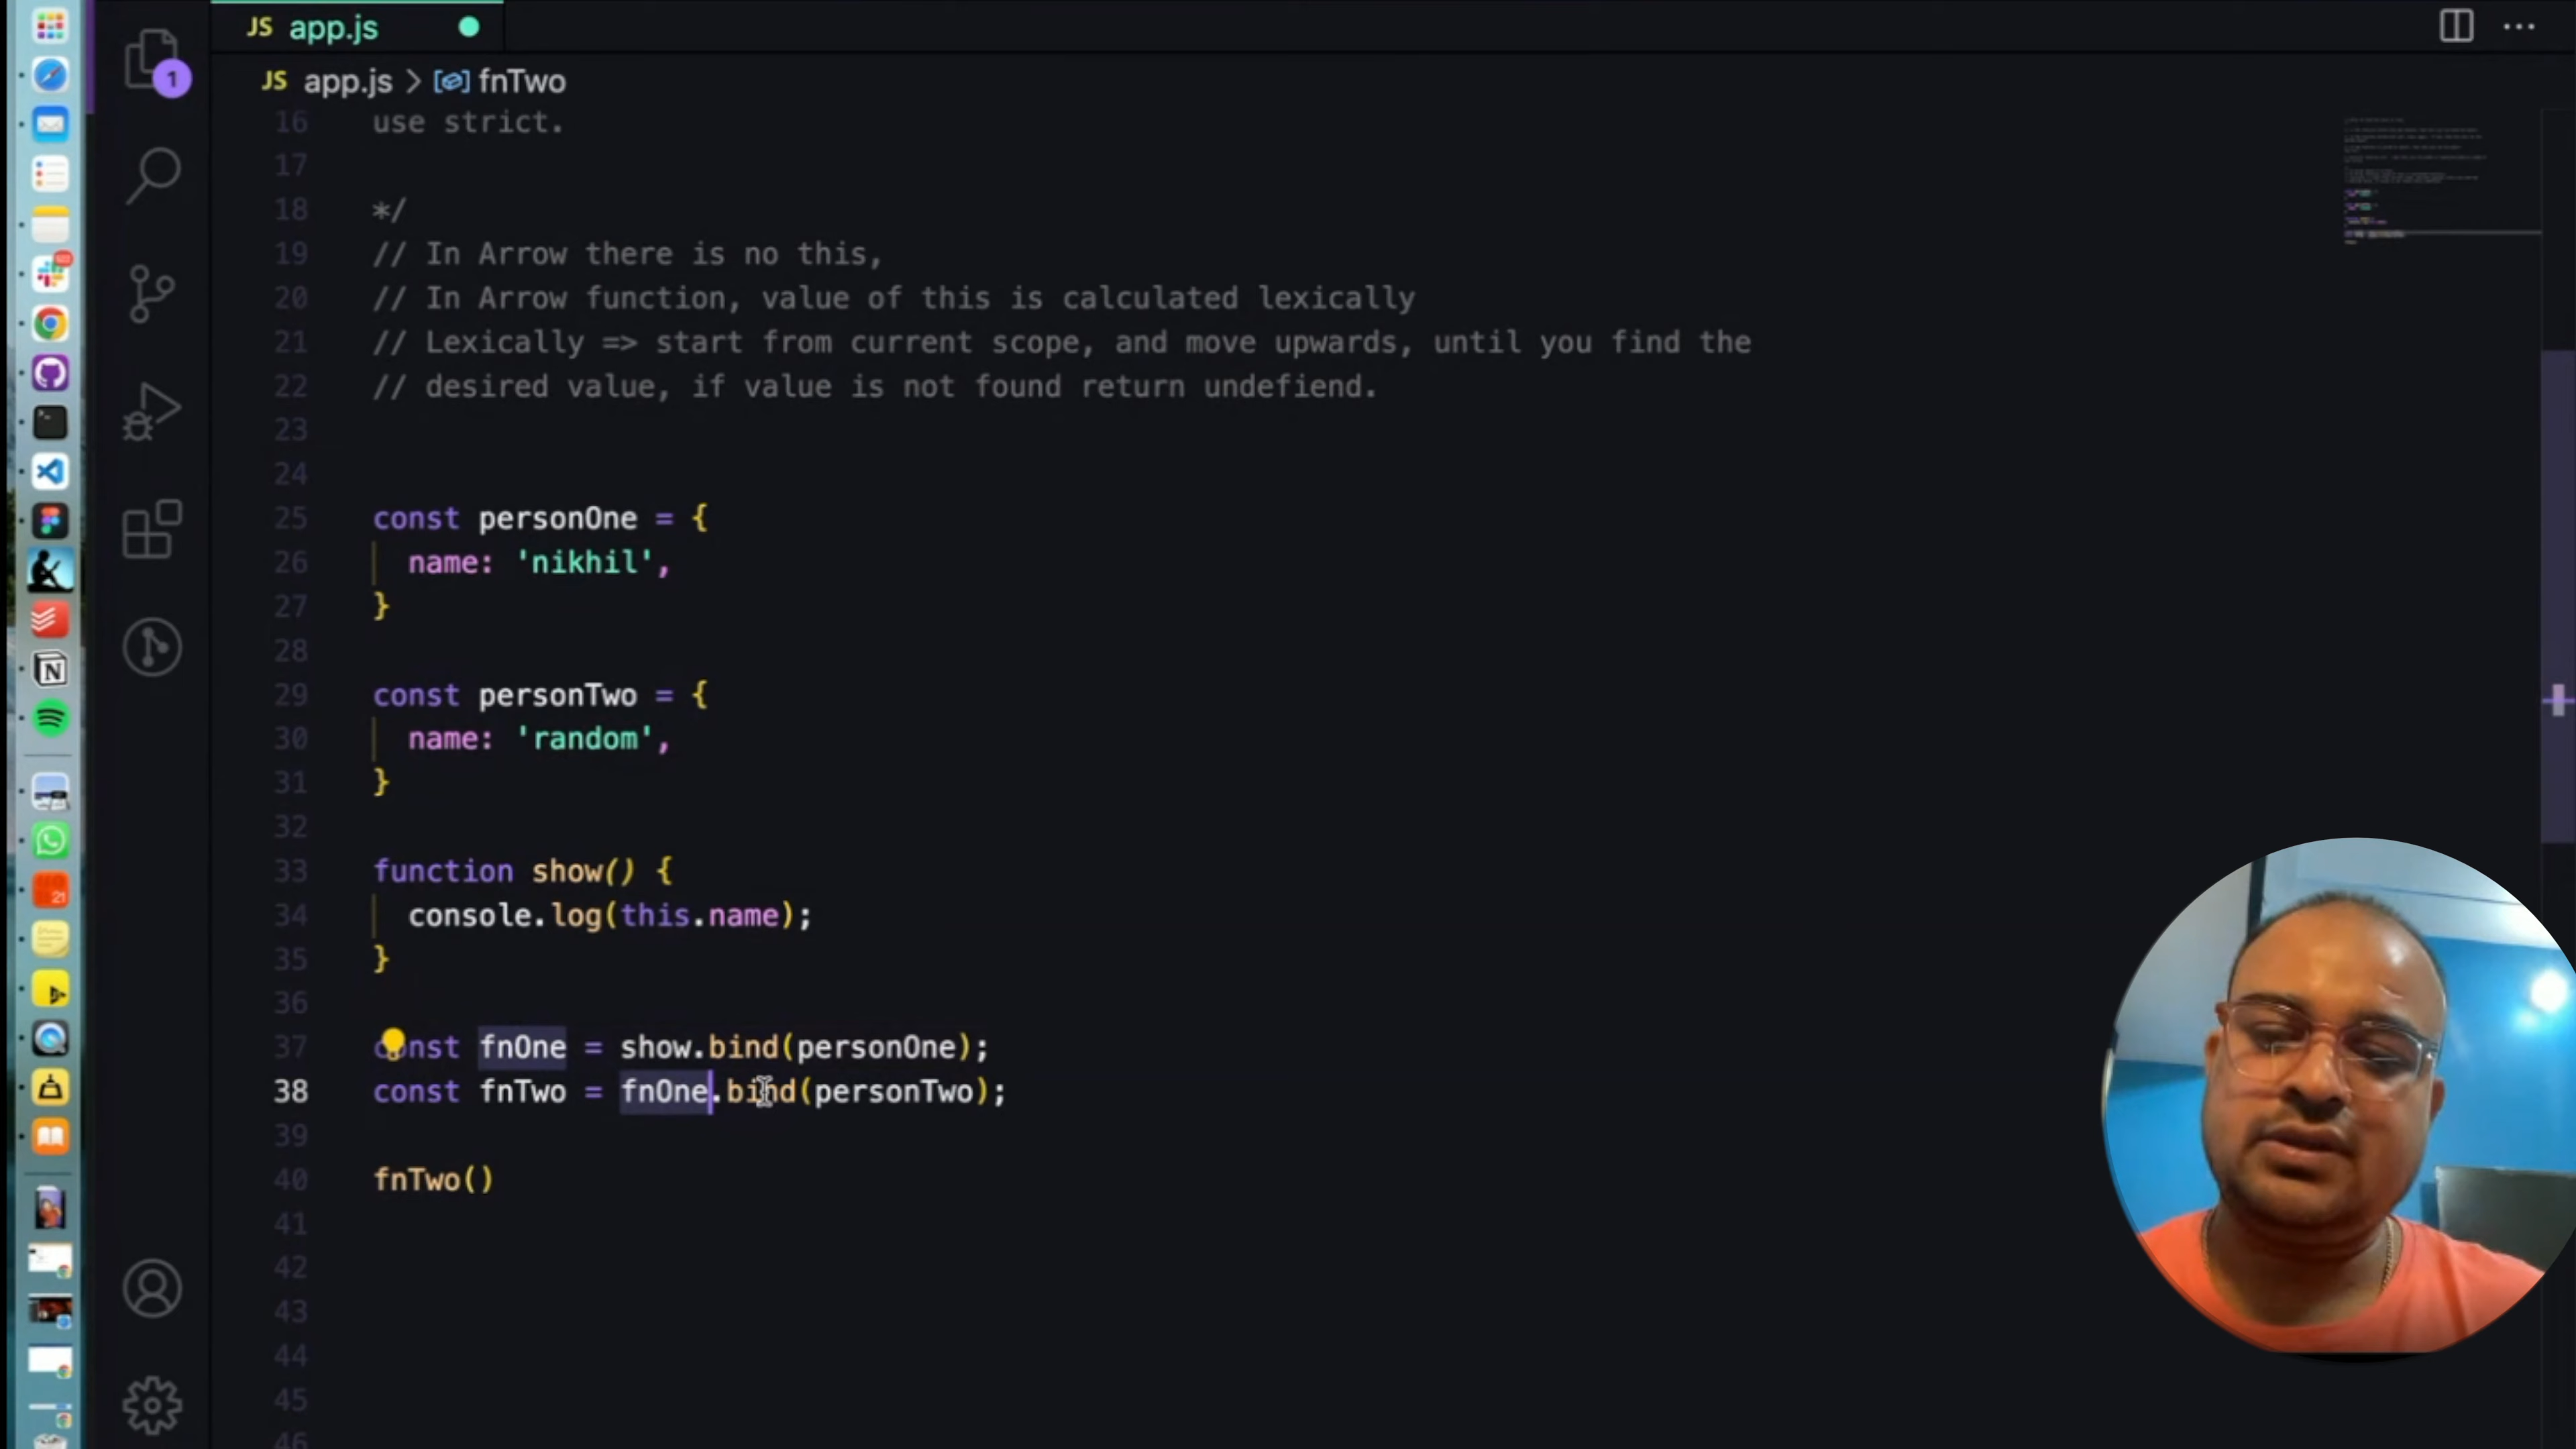 JS app.js
1
JS app.js > fnTwo
16 use strict.
17
18 */
19 // In Arrow there is no this,
20 // In Arrow function, value of this is calculated lexically
21 // Lexically => start from current scope, and move upwards, until you find the
22 // desired value, if value is not found return undefiend.
23
24
25 const personOne = {
26 name: 'nikhil',
27 }
28
29 const personTwo = {
30 name: 'random',
31 }
32
33 function show() {
34 console.log(this.name);
35 }
36
37 const fnOne = show.bind(personOne);
38 const fnTwo = fnOne.bind(personTwo);
39
40 fnTwo()
41
42
43
44
45
46
21